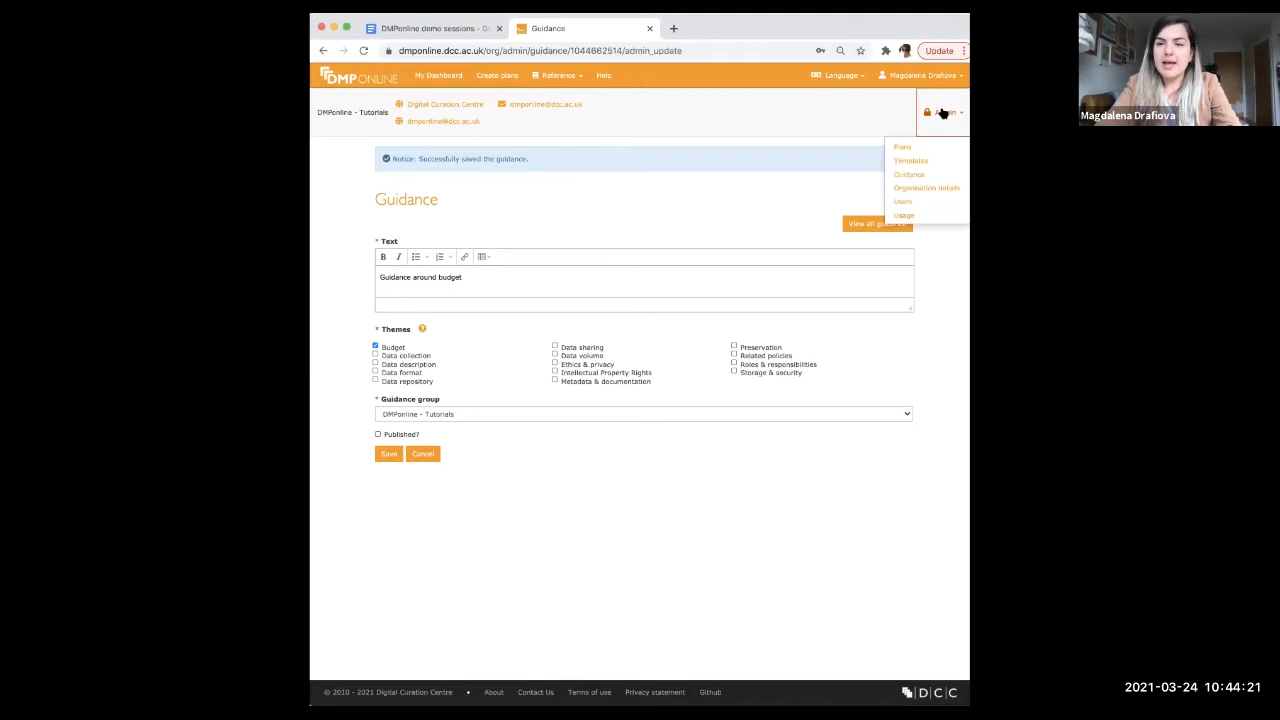 DMPonline demo sessions - G
Guidance
dmponline.dcc.ac.uk/org/admin/guidance/1044662514/admin_update
Update
DMPONLINE
My Dashboard
Create plans
Reference
Help
Language
Magdalena Drafiova
DMPonline - Tutorials
Digital Curation Centre
dmponline@dcc.ac.uk
dmponline@dcc.ac.uk
Plans
Templates
Guidance
Organisation details
Users
Usage
Notice: Successfully saved the guidance.
Guidance
View all
* Text
B I
Guidance around budget
* Themes
Budget
Data collection
Data description
Data format
Data repository
Data sharing
Data volume
Ethics & privacy
Intellectual Property Rights
Metadata & documentation
Preservation
Related policies
Roles & responsibilities
Storage & security
* Guidance group
DMPonline - Tutorials
Published?
Save
Cancel
© 2010 - 2021 Digital Curation Centre
About
Contact Us
Terms of use
Privacy statement
Github
D|C|C
Magdalena Drafiova
2021-03-24 10:44:21